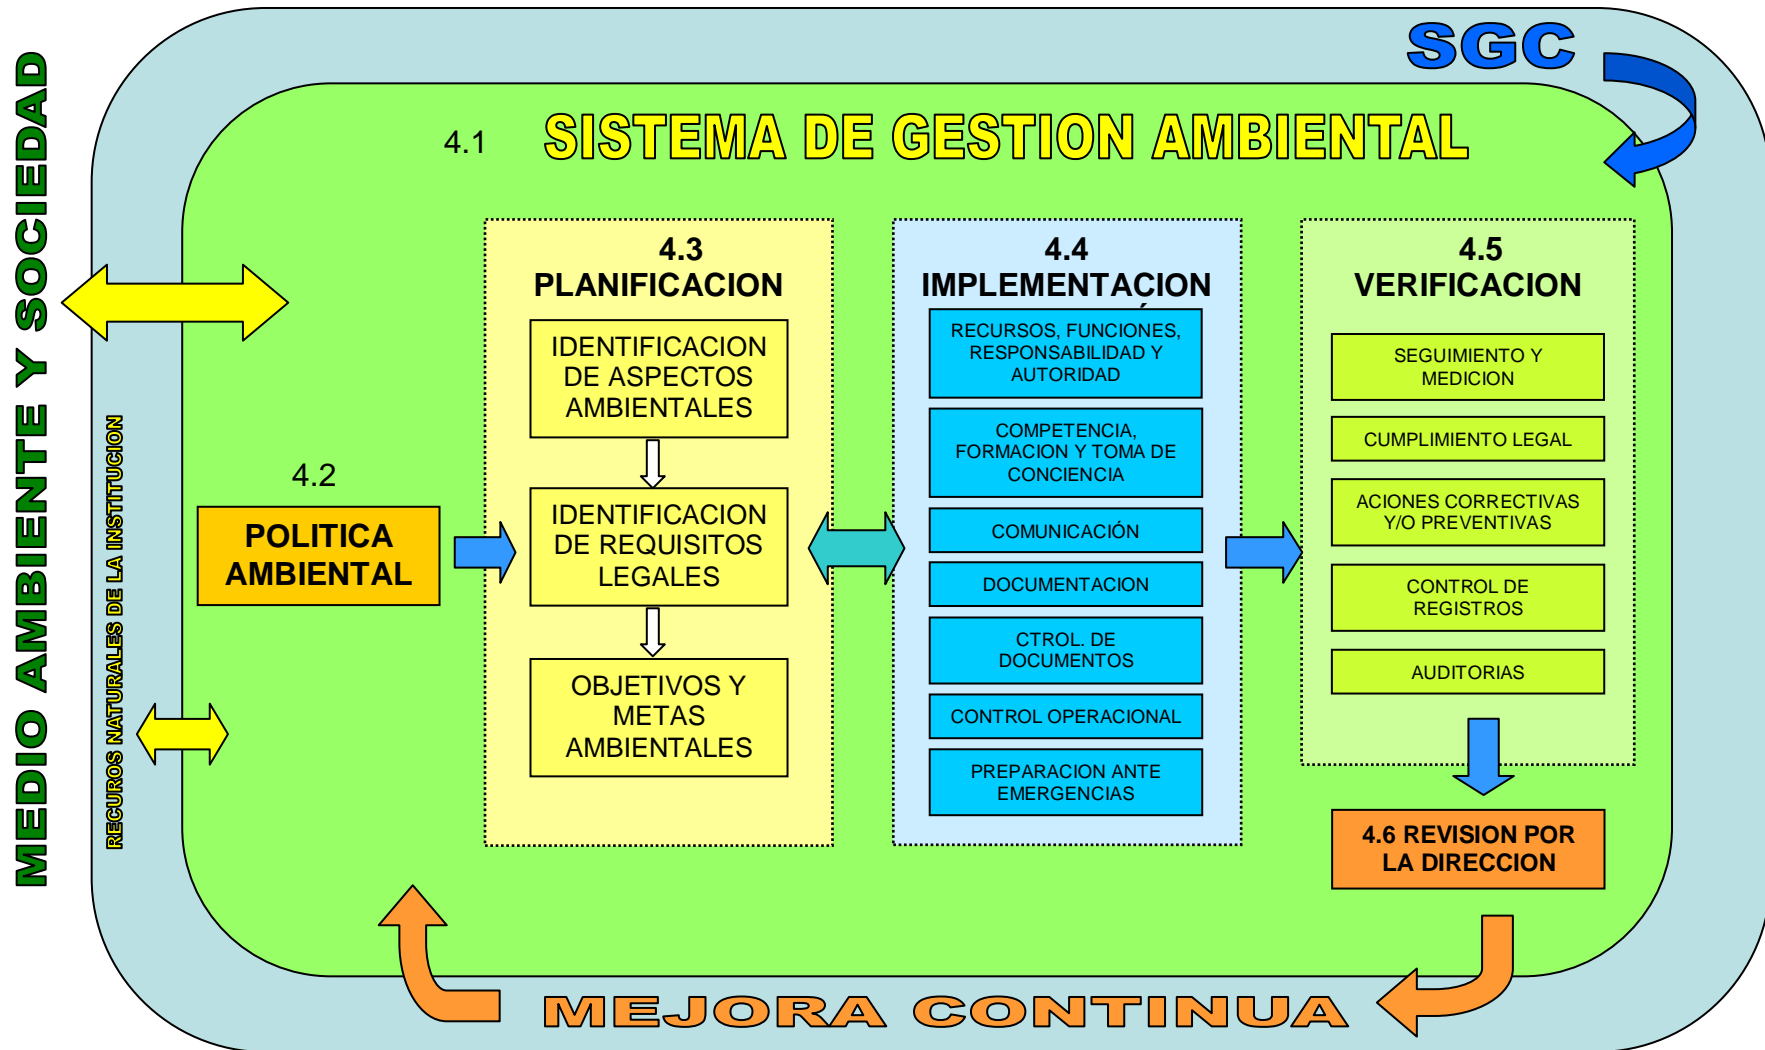 MEDIO AMBIENTE Y SOCIEDAD
RECUROS NATURALES DE LA INSTITUCION
SGC
4.1
SISTEMA DE GESTION AMBIENTAL
4.2
POLITICA
AMBIENTAL
4.3
PLANIFICACION
IDENTIFICACION
DE ASPECTOS
AMBIENTALES
IDENTIFICACION
DE REQUISITOS
LEGALES
OBJETIVOS Y
METAS
AMBIENTALES
4.4
IMPLEMENTACION
RECURSOS, FUNCIONES,
RESPONSABILIDAD Y
AUTORIDAD
COMPETENCIA,
FORMACION Y TOMA DE
CONCIENCIA
COMUNICACIÓN
DOCUMENTACION
CTROL. DE
DOCUMENTOS
CONTROL OPERACIONAL
PREPARACION ANTE
EMERGENCIAS
4.5
VERIFICACION
SEGUIMIENTO Y
MEDICION
CUMPLIMIENTO LEGAL
ACIONES CORRECTIVAS
Y/O PREVENTIVAS
CONTROL DE
REGISTROS
AUDITORIAS
4.6 REVISION POR
LA DIRECCION
MEJORA CONTINUA